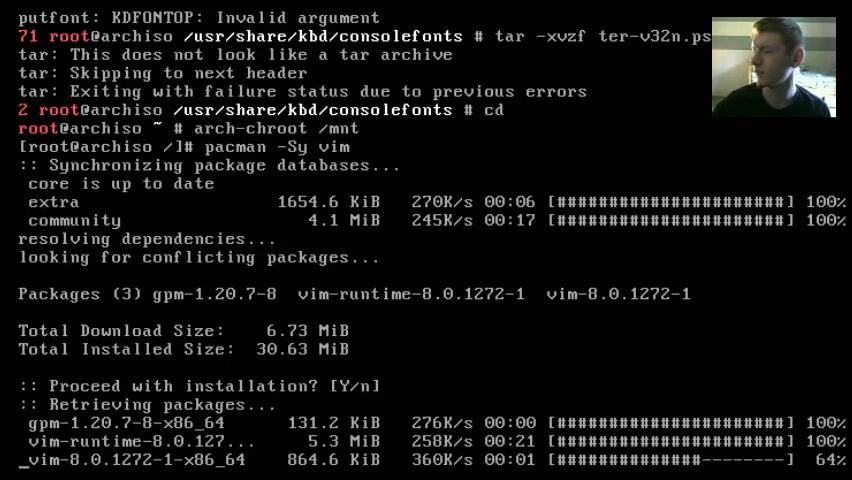 putfont: KDFONTOP: Invalid argument
71 root@archiso /usr/share/kbd/consolefonts # tar -xvzf ter-v32n.ps
tar: This does not look like a tar archive
tar: Skipping to next header
tar: Exiting with failure status due to previous errors
2 root@archiso /usr/share/kbd/consolefonts # cd
root@archiso ~ # arch-chroot /mnt
[root@archiso /]# pacman -Sy vim
:: Synchronizing package databases...
core is up to date
extra 1654.6 KiB 270K/s 00:06 [######################] 100%
community 4.1 MiB 245K/s 00:17 [######################] 100%
resolving dependencies...
looking for conflicting packages...
Packages (3) gpm-1.20.7-8 vim-runtime-8.0.1272-1 vim-8.0.1272-1
Total Download Size: 6.73 MiB
Total Installed Size: 30.63 MiB
:: Proceed with installation? [Y/n]
:: Retrieving packages...
gpm-1.20.7-8-x86_64 131.2 KiB 276K/s 00:00 [######################] 100%
vim-runtime-8.0.127... 5.3 MiB 258K/s 00:21 [######################] 100%
_vim-8.0.1272-1-x86_64 864.6 KiB 360K/s 00:01 [##############--------] 64%